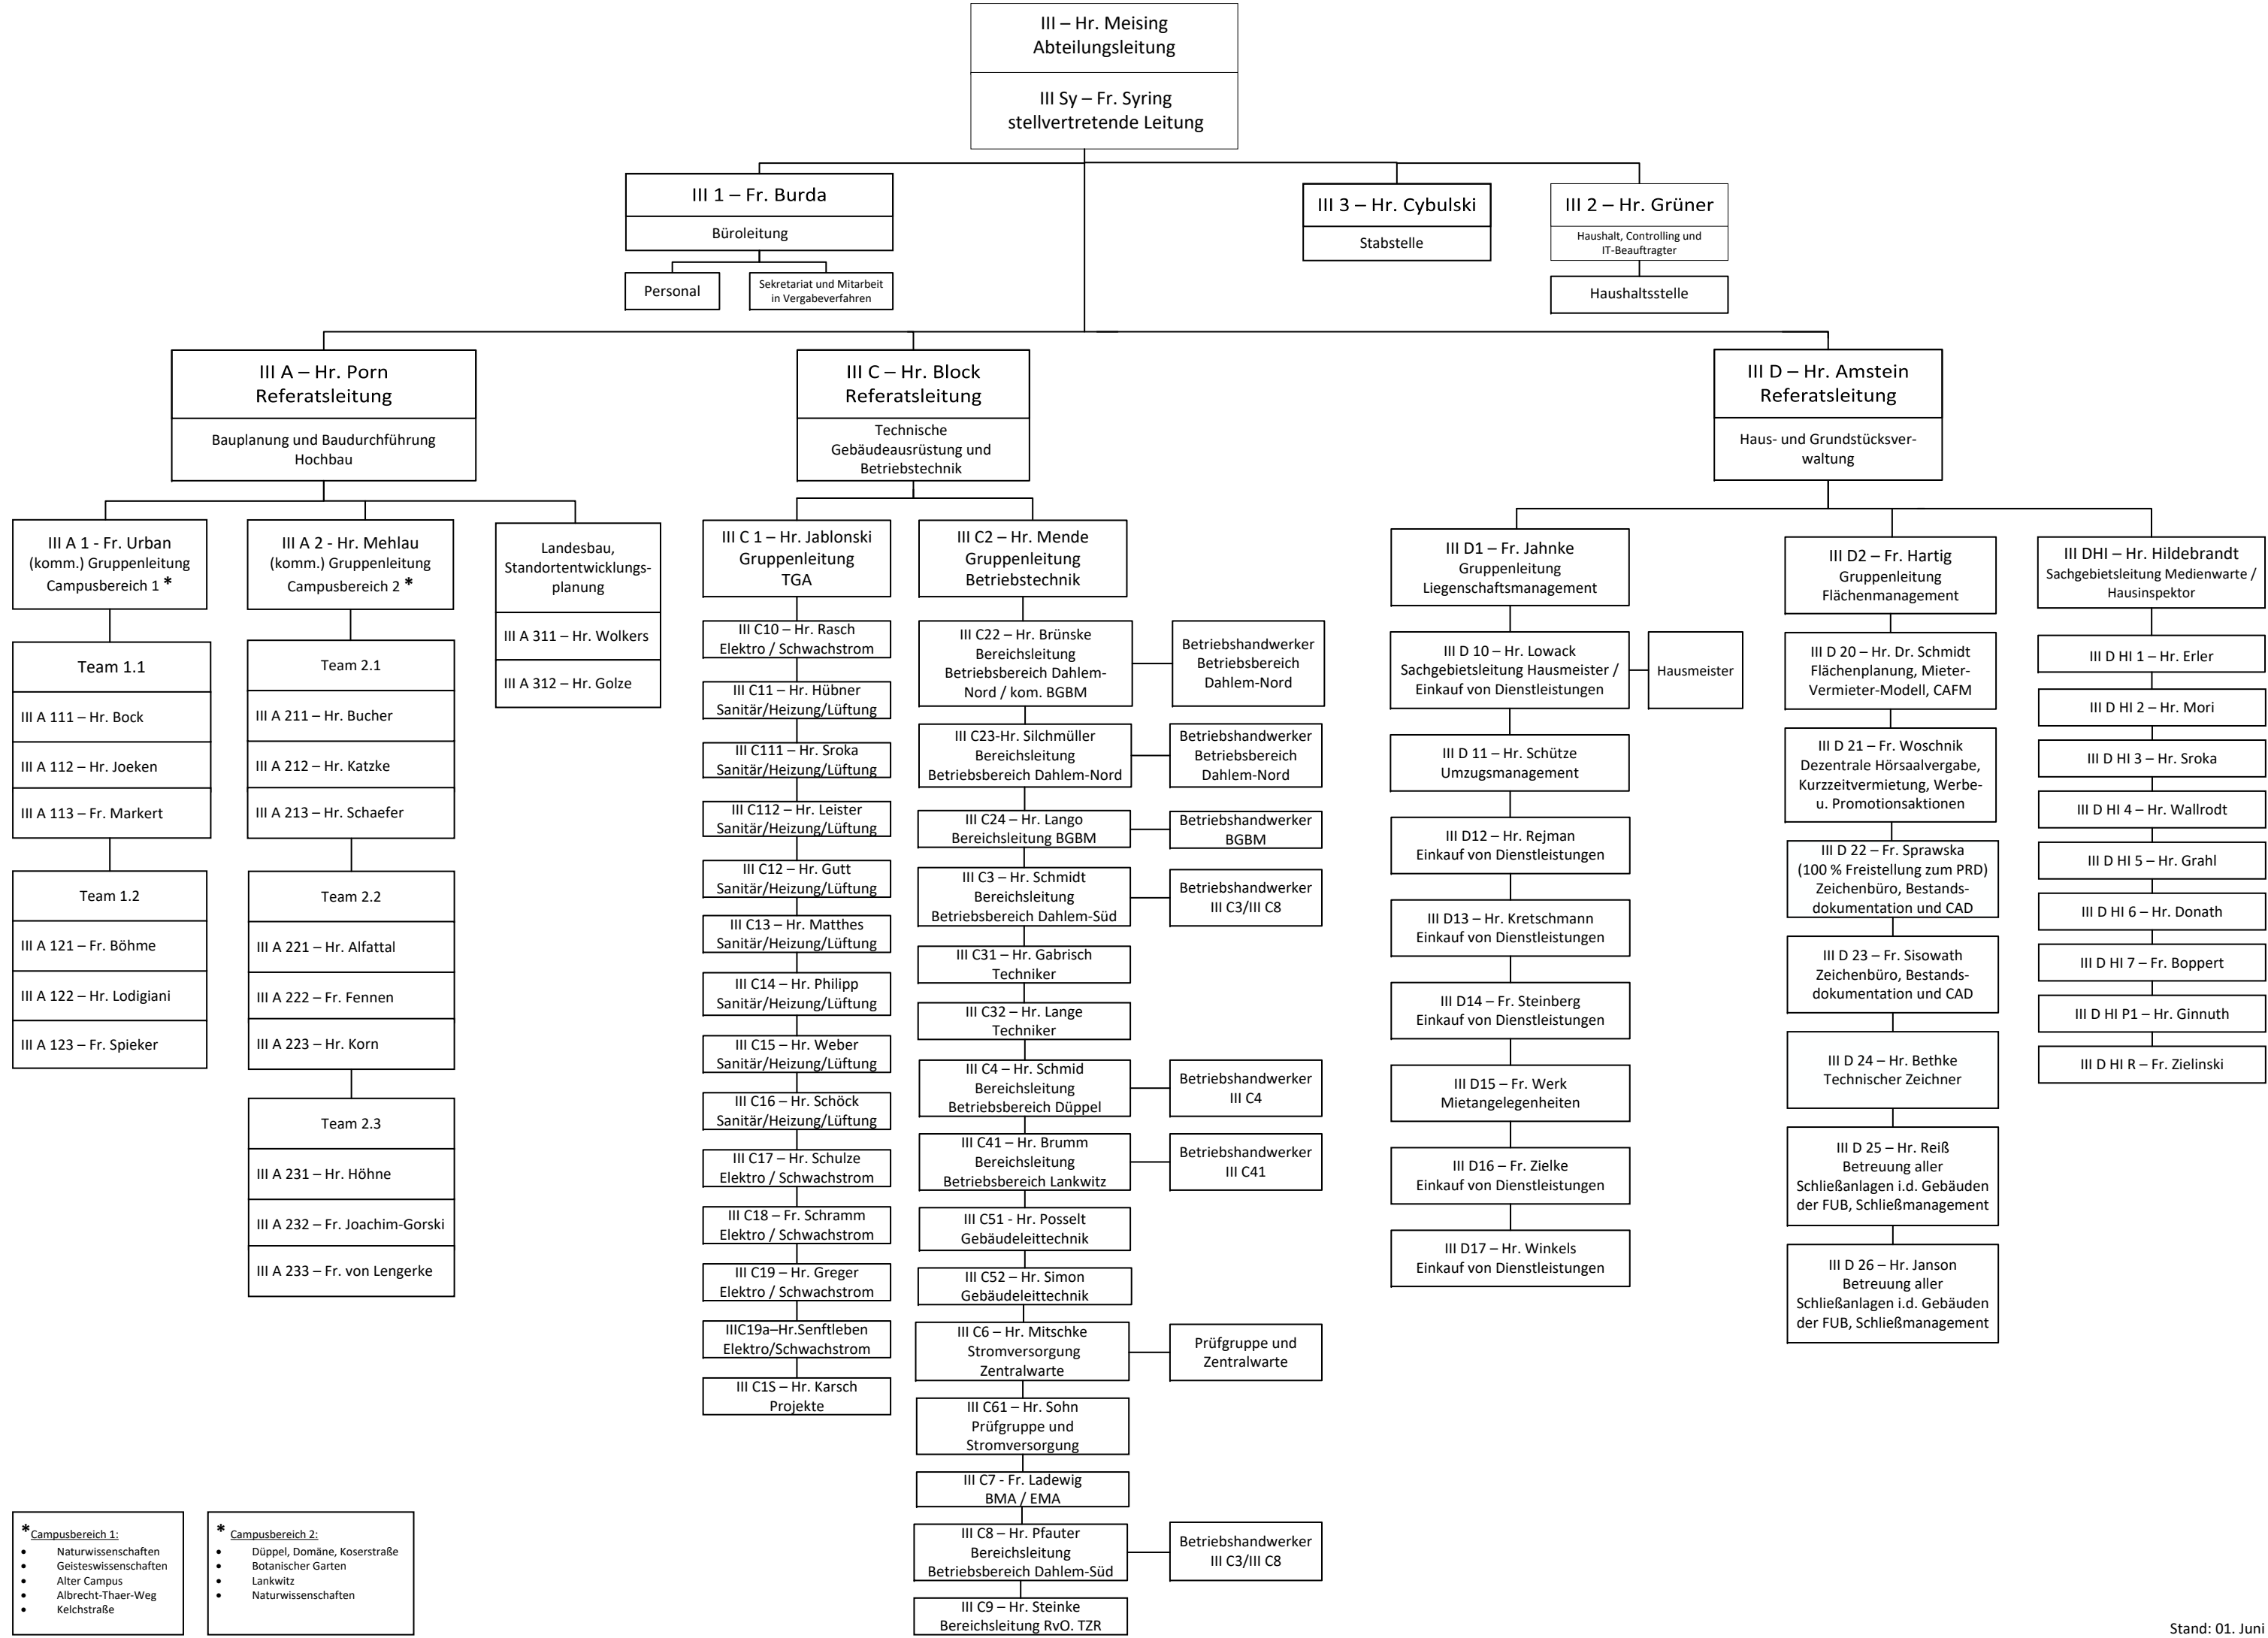 III – Hr. Meising
Abteilungsleitung
III Sy – Fr. Syring
stellvertretende Leitung
III 1 – Fr. Burda
Büroleitung
Personal
Sekretariat und Mitarbeit
in Vergabeverfahren
III 3 – Hr. Cybulski
Stabstelle
III 2 – Hr. Grüner
Haushalt, Controlling und
IT-Beauftragter
Haushaltsstelle
III A – Hr. Porn
Referatsleitung
Bauplanung und Baudurchführung
Hochbau
III C – Hr. Block
Referatsleitung
Technische
Gebäudeausrüstung und
Betriebstechnik
III D – Hr. Amstein
Referatsleitung
Haus- und Grundstücksver-
waltung
III A 1 - Fr. Urban
(komm.) Gruppenleitung
Campusbereich 1 *
Team 1.1
III A 111 – Hr. Bock
III A 112 – Hr. Joeken
III A 113 – Fr. Markert
Team 1.2
III A 121 – Fr. Böhme
III A 122 – Hr. Lodigiani
III A 123 – Fr. Spieker
III A 2 - Hr. Mehlau
(komm.) Gruppenleitung
Campusbereich 2 *
Team 2.1
III A 211 – Hr. Bucher
III A 212 – Hr. Katzke
III A 213 – Hr. Schaefer
Team 2.2
III A 221 – Hr. Alfattal
III A 222 – Fr. Fennen
III A 223 – Hr. Korn
Team 2.3
III A 231 – Hr. Höhne
III A 232 – Fr. Joachim-Gorski
III A 233 – Fr. von Lengerke
Landesbau,
Standortentwicklungs-
planung
III A 311 – Hr. Wolkers
III A 312 – Hr. Golze
III C 1 – Hr. Jablonski
Gruppenleitung
TGA
III C10 – Hr. Rasch
Elektro / Schwachstrom
III C11 – Hr. Hübner
Sanitär/Heizung/Lüftung
III C111 – Hr. Sroka
Sanitär/Heizung/Lüftung
III C112 – Hr. Leister
Sanitär/Heizung/Lüftung
III C12 – Hr. Gutt
Sanitär/Heizung/Lüftung
III C13 – Hr. Matthes
Sanitär/Heizung/Lüftung
III C14 – Hr. Philipp
Sanitär/Heizung/Lüftung
III C15 – Hr. Weber
Sanitär/Heizung/Lüftung
III C16 – Hr. Schöck
Sanitär/Heizung/Lüftung
III C17 – Hr. Schulze
Elektro / Schwachstrom
III C18 – Fr. Schramm
Elektro / Schwachstrom
III C19 – Hr. Greger
Elektro / Schwachstrom
IIIC19a–Hr.Senftleben
Elektro/Schwachstrom
III C1S – Hr. Karsch
Projekte
III C2 – Hr. Mende
Gruppenleitung
Betriebstechnik
III C22 – Hr. Brünske
Bereichsleitung
Betriebsbereich Dahlem-
Nord / kom. BGBM
Betriebshandwerker
Betriebsbereich
Dahlem-Nord
III C23-Hr. Silchmüller
Bereichsleitung
Betriebsbereich Dahlem-Nord
Betriebshandwerker
Betriebsbereich
Dahlem-Nord
III C24 – Hr. Lango
Bereichsleitung BGBM
Betriebshandwerker
BGBM
III C3 – Hr. Schmidt
Bereichsleitung
Betriebsbereich Dahlem-Süd
Betriebshandwerker
III C3/III C8
III C31 – Hr. Gabrisch
Techniker
III C32 – Hr. Lange
Techniker
III C4 – Hr. Schmid
Bereichsleitung
Betriebsbereich Düppel
Betriebshandwerker
III C4
III C41 – Hr. Brumm
Bereichsleitung
Betriebsbereich Lankwitz
Betriebshandwerker
III C41
III C51 - Hr. Posselt
Gebäudeleittechnik
III C52 – Hr. Simon
Gebäudeleittechnik
III C6 – Hr. Mitschke
Stromversorgung
Zentralwarte
Prüfgruppe und
Zentralwarte
III C61 – Hr. Sohn
Prüfgruppe und
Stromversorgung
III C7 - Fr. Ladewig
BMA / EMA
III C8 – Hr. Pfauter
Bereichsleitung
Betriebsbereich Dahlem-Süd
Betriebshandwerker
III C3/III C8
III C9 – Hr. Steinke
Bereichsleitung RvO. TZR
III D1 – Fr. Jahnke
Gruppenleitung
Liegenschaftsmanagement
III D 10 – Hr. Lowack
Sachgebietsleitung Hausmeister /
Einkauf von Dienstleistungen
Hausmeister
III D 11 – Hr. Schütze
Umzugsmanagement
III D12 – Hr. Rejman
Einkauf von Dienstleistungen
III D13 – Hr. Kretschmann
Einkauf von Dienstleistungen
III D14 – Fr. Steinberg
Einkauf von Dienstleistungen
III D15 – Fr. Werk
Mietangelegenheiten
III D16 – Fr. Zielke
Einkauf von Dienstleistungen
III D17 – Hr. Winkels
Einkauf von Dienstleistungen
III D2 – Fr. Hartig
Gruppenleitung
Flächenmanagement
III D 20 – Hr. Dr. Schmidt
Flächenplanung, Mieter-
Vermieter-Modell, CAFM
III D 21 – Fr. Woschnik
Dezentrale Hörsaalvergabe,
Kurzzeitvermietung, Werbe-
u. Promotionsaktionen
III D 22 – Fr. Sprawska
(100 % Freistellung zum PRD)
Zeichenbüro, Bestands-
dokumentation und CAD
III D 23 – Fr. Sisowath
Zeichenbüro, Bestands-
dokumentation und CAD
III D 24 – Hr. Bethke
Technischer Zeichner
III D 25 – Hr. Reiß
Betreuung aller
Schließanlagen i.d. Gebäuden
der FUB, Schließmanagement
III D 26 – Hr. Janson
Betreuung aller
Schließanlagen i.d. Gebäuden
der FUB, Schließmanagement
III DHI – Hr. Hildebrandt
Sachgebietsleitung Medienwarte /
Hausinspektor
III D HI 1 – Hr. Erler
III D HI 2 – Hr. Mori
III D HI 3 – Hr. Sroka
III D HI 4 – Hr. Wallrodt
III D HI 5 – Hr. Grahl
III D HI 6 – Hr. Donath
III D HI 7 – Fr. Boppert
III D HI P1 – Hr. Ginnuth
III D HI R – Fr. Zielinski
*Campusbereich 1:
• Naturwissenschaften
• Geisteswissenschaften
• Alter Campus
• Albrecht-Thaer-Weg
• Kelchstraße
* Campusbereich 2:
• Düppel, Domäne, Koserstraße
• Botanischer Garten
• Lankwitz
• Naturwissenschaften
Stand: 01. Juni